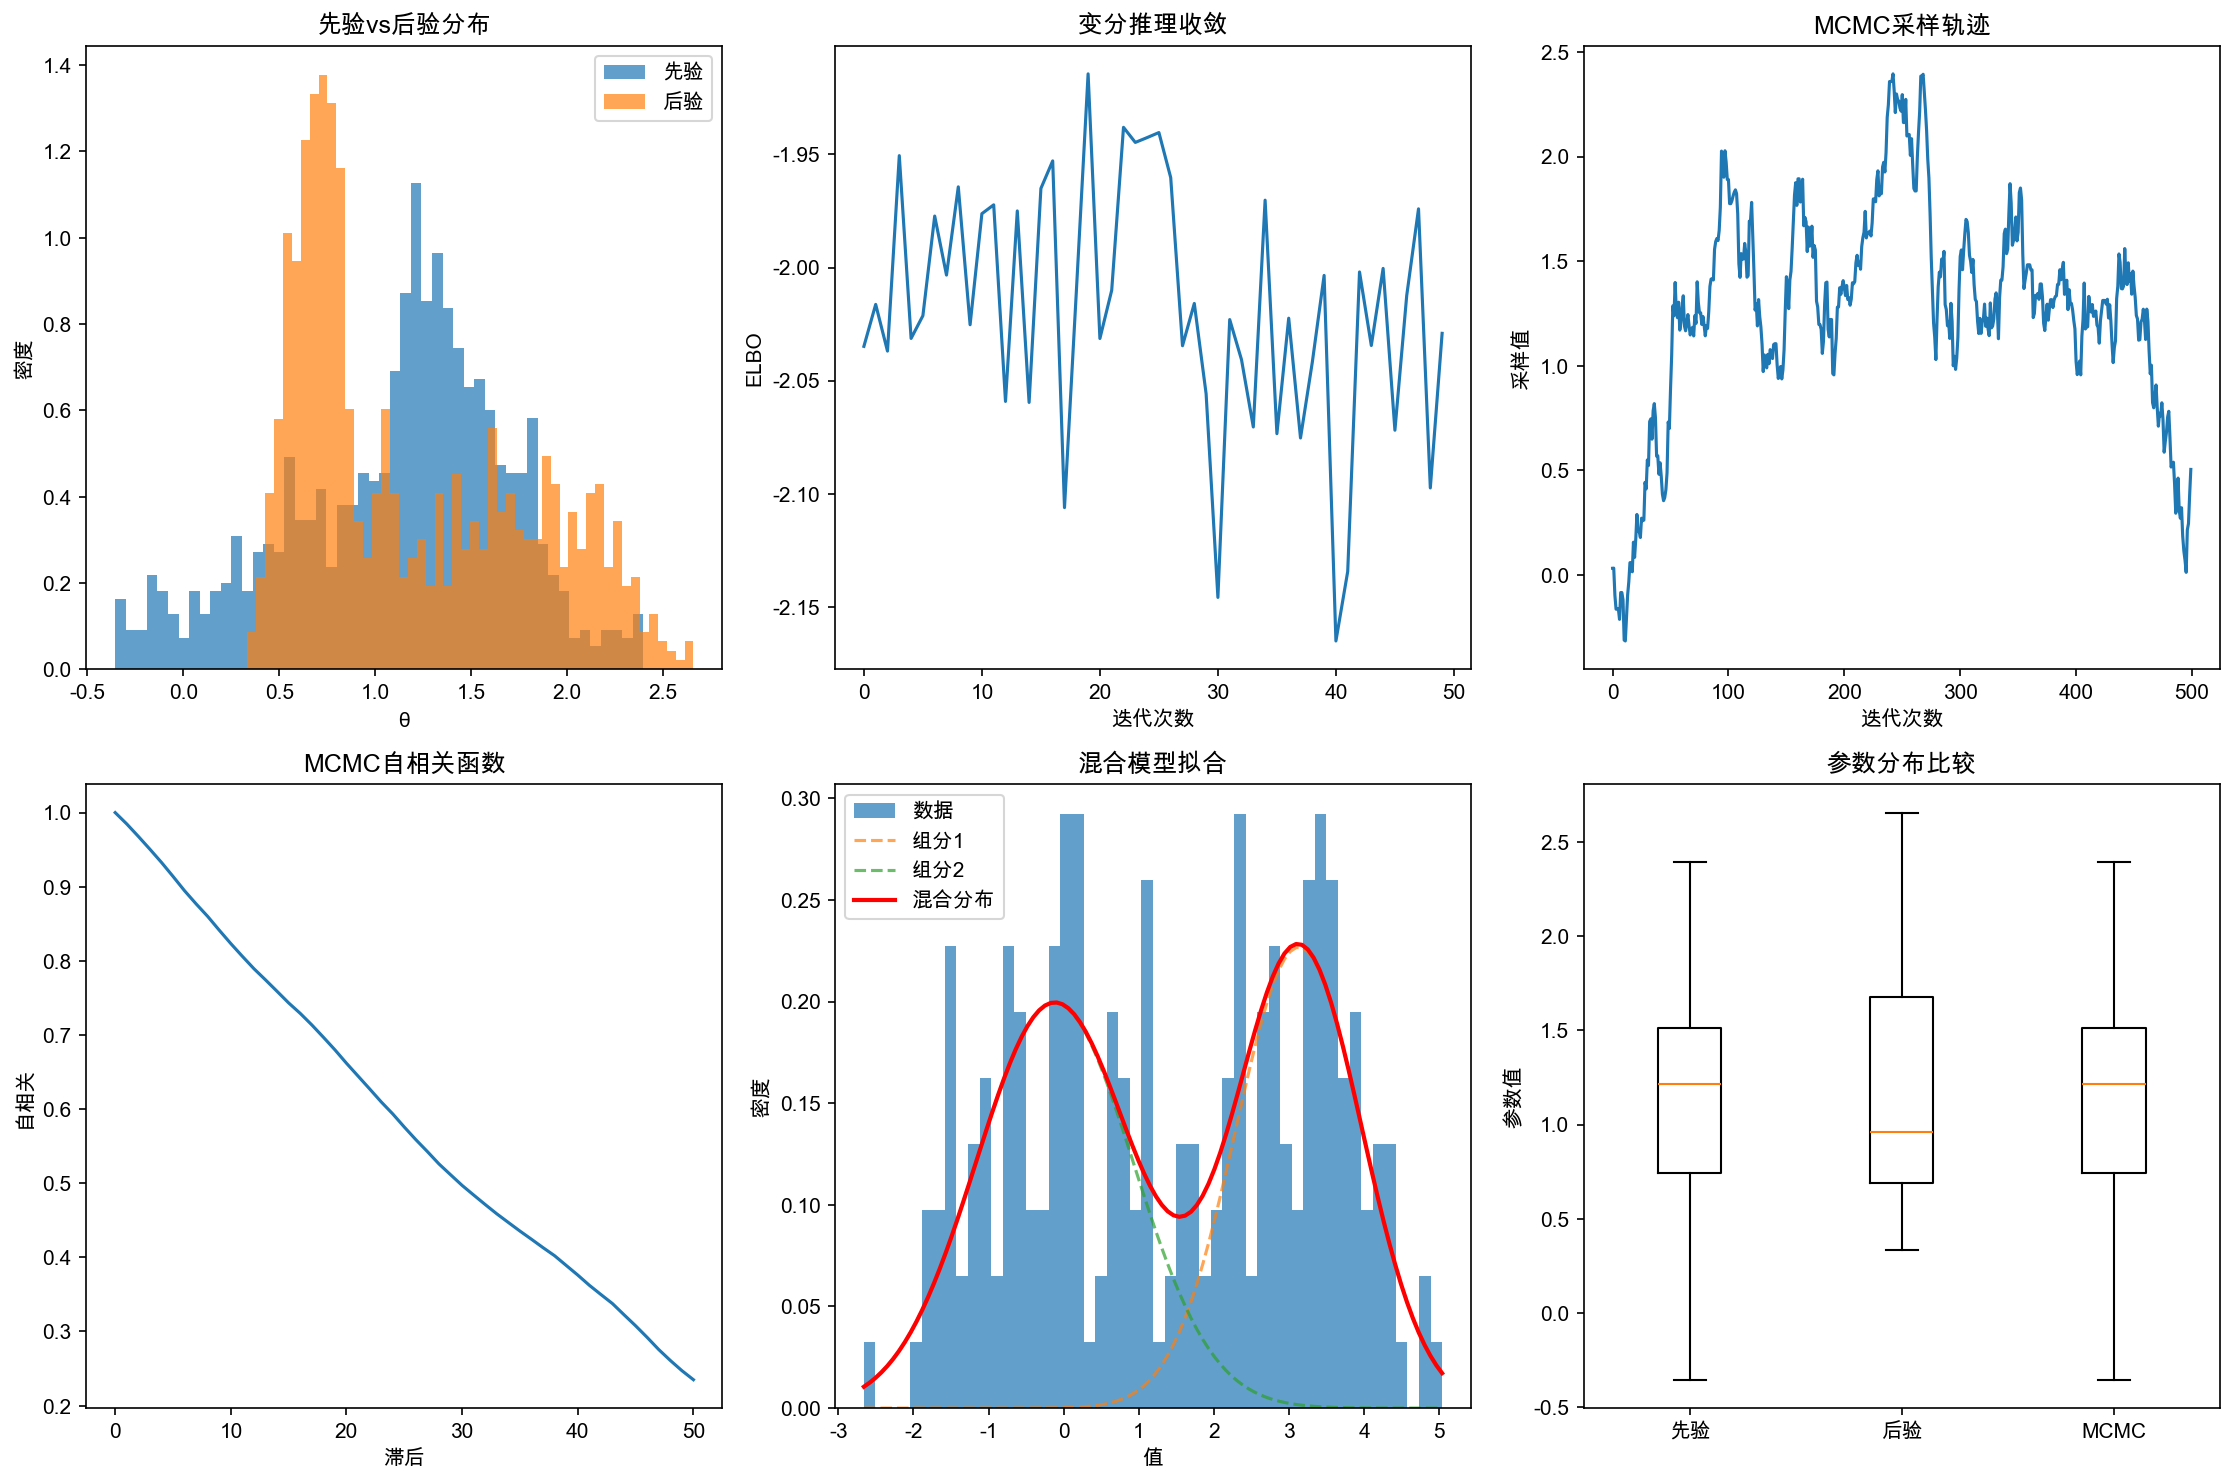 先验vs后验分布
1.4
1.2
1.0
0.8
0.6
0.4
0.2
0.0
密度
先验
后验
-0.5 0.0 0.5 1.0 1.5 2.0 2.5
θ
变分推理收敛
-1.95
-2.00
-2.05
-2.10
-2.15
ELBO
0 10 20 30 40 50
迭代次数
MCMC采样轨迹
2.5
2.0
1.5
1.0
0.5
0.0
采样值
0 100 200 300 400 500
迭代次数
MCMC自相关函数
1.0
0.9
0.8
0.7
0.6
0.5
0.4
0.3
0.2
自相关
0 10 20 30 40 50
滞后
混合模型拟合
0.30
0.25
0.20
0.15
0.10
0.05
0.00
密度
数据
组分1
组分2
混合分布
-3 -2 -1 0 1 2 3 4 5
值
参数分布比较
2.5
2.0
1.5
1.0
0.5
0.0
-0.5
参数值
先验 后验 MCMC